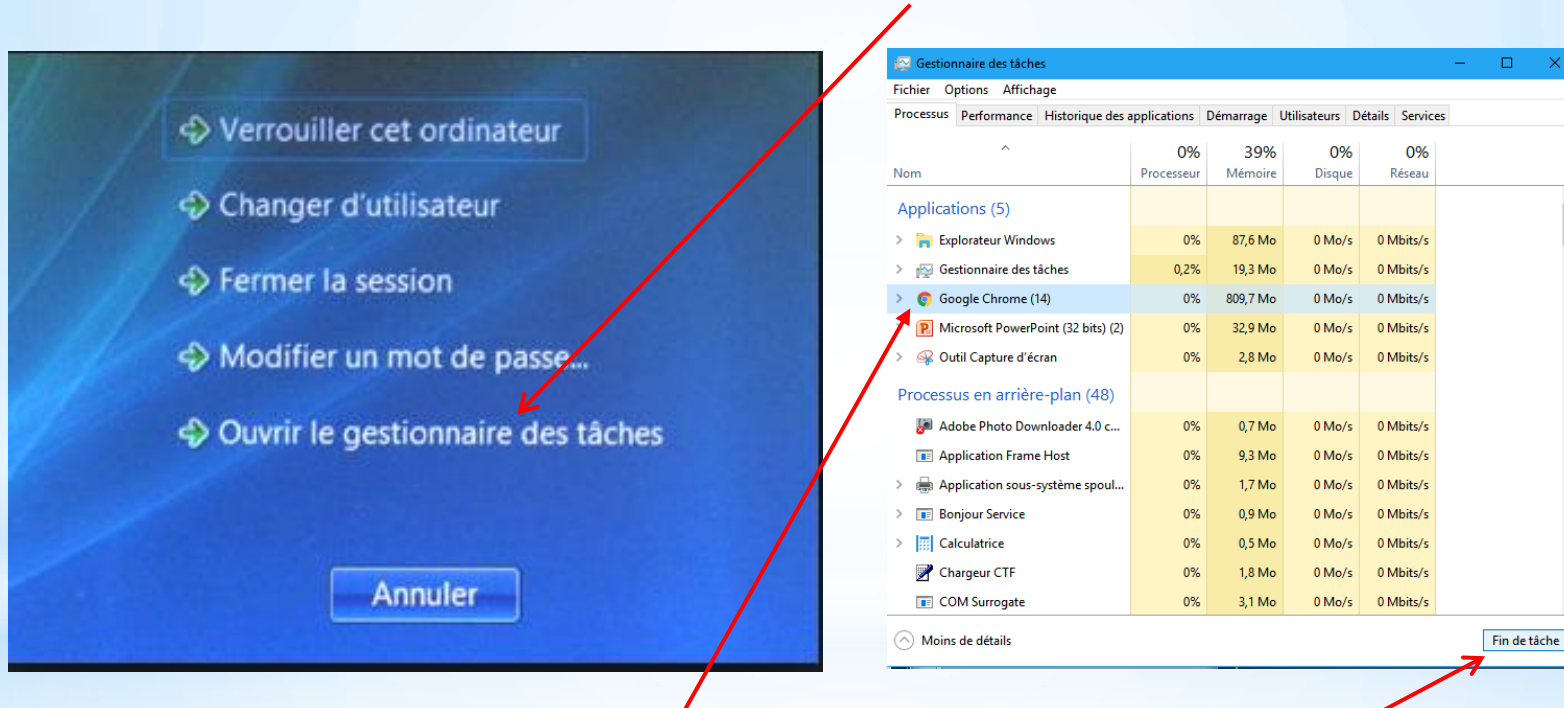 Verrouiller cet ordinateur
Changer d'utilisateur
Fermer la session
Modifier un mot de passe...
Ouvrir le gestionnaire des tâches
Annuler
Gestionnaire des tâches
Fichier Options Affichage
Processus Performance Historique des applications Démarrage Utilisateurs Détails Services
0% 39% 0% 0%
Nom Processeur Mémoire Disque Réseau
Applications (5)
Explorateur Windows 0% 87,6 Mo 0 Mo/s 0 Mbits/s
Gestionnaire des tâches 0,2% 19,3 Mo 0 Mo/s 0 Mbits/s
Google Chrome (14) 0% 809,7 Mo 0 Mo/s 0 Mbits/s
Microsoft PowerPoint (32 bits) (2) 0% 32,9 Mo 0 Mo/s 0 Mbits/s
Outil Capture d'écran 0% 2,8 Mo 0 Mo/s 0 Mbits/s
Processus en arrière-plan (48)
Adobe Photo Downloader 4.0 c... 0% 0,7 Mo 0 Mo/s 0 Mbits/s
Application Frame Host 0% 9,3 Mo 0 Mo/s 0 Mbits/s
Application sous-système spoul... 0% 1,7 Mo 0 Mo/s 0 Mbits/s
Bonjour Service 0% 0,9 Mo 0 Mo/s 0 Mbits/s
Calculatrice 0% 0,5 Mo 0 Mo/s 0 Mbits/s
Chargeur CTF 0% 1,8 Mo 0 Mo/s 0 Mbits/s
COM Surrogate 0% 3,1 Mo 0 Mo/s 0 Mbits/s
Moins de détails
Fin de tâche